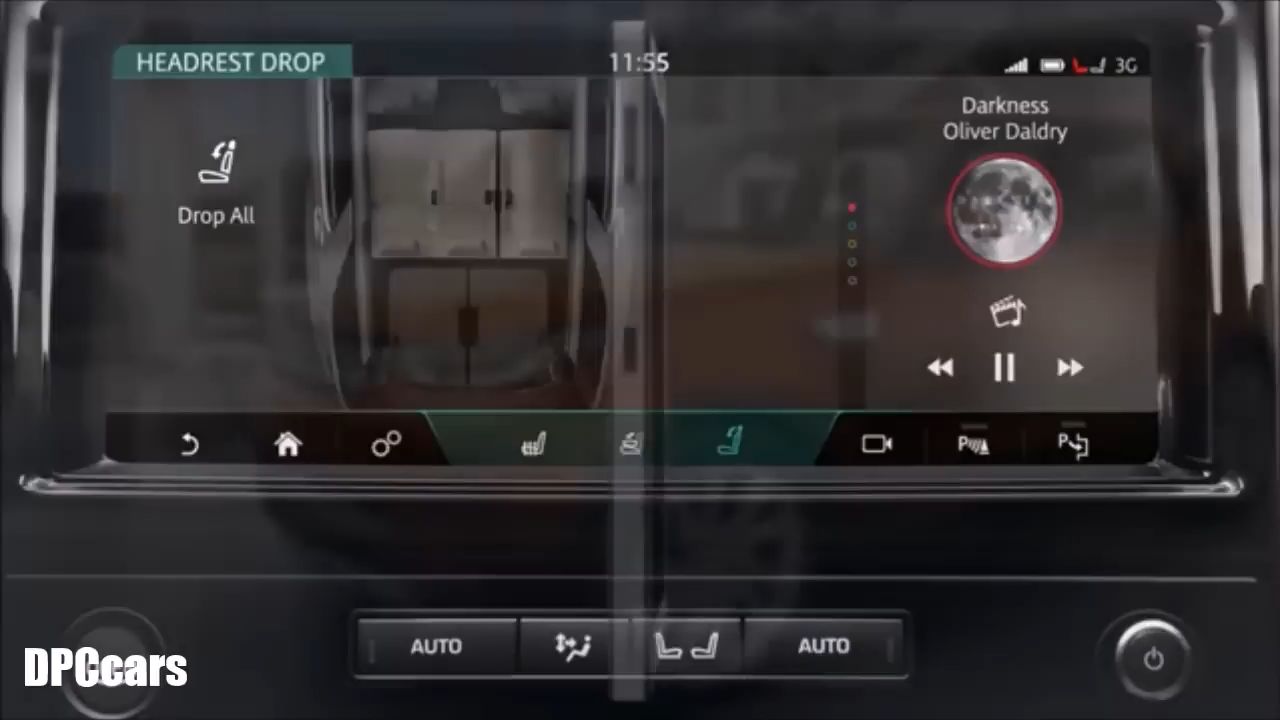 HEADREST DROP
11:55
3G
Darkness
Oliver Daldry
Drop All
AUTO
AUTO
DPCcars